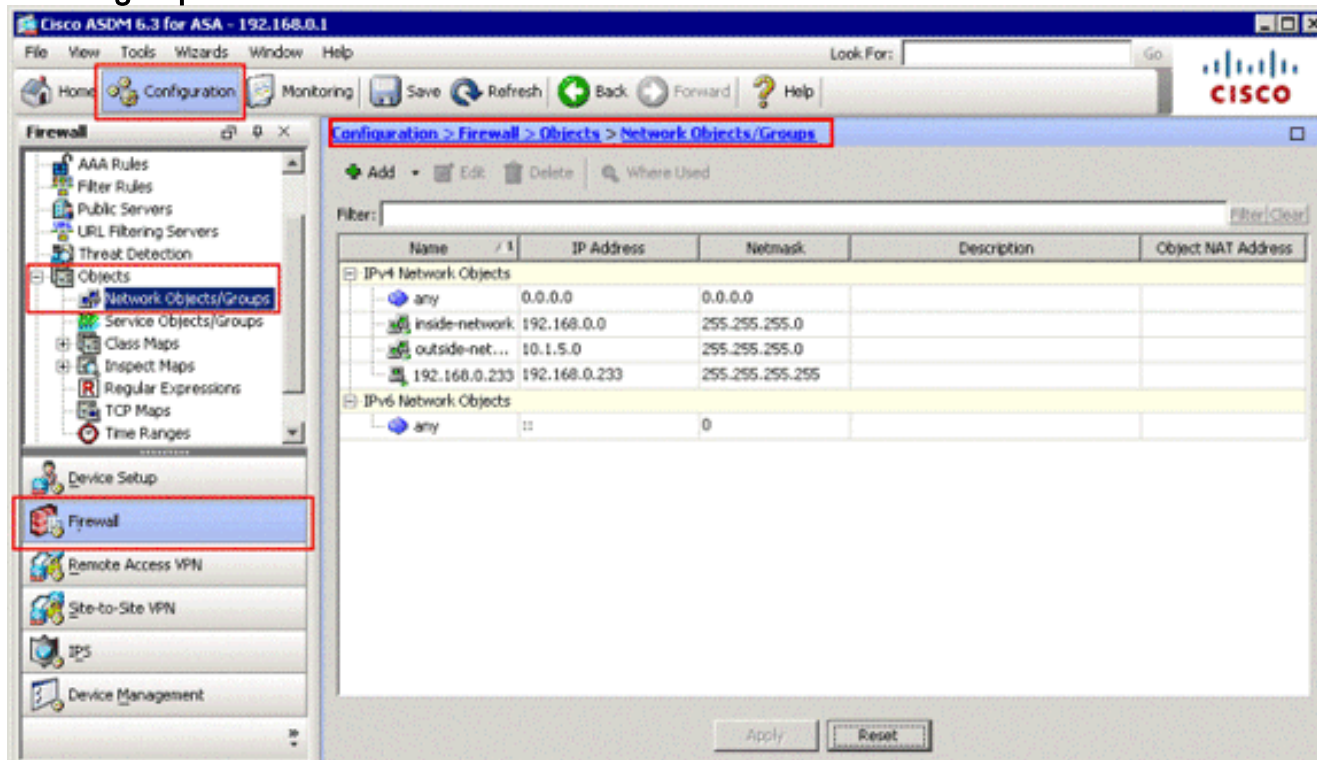 Cisco ASDM 6.3 for ASA - 192.168.0.1
File View Tools Wizards Window Help Look For: Go
Home Configuration Monitoring Save Refresh Back Forward Help
CISCO
Firewall
Configuration > Firewall > Objects > Network Objects/Groups
AAA Rules
Filter Rules
Public Servers
URL Filtering Servers
Threat Detection
Objects
Network Objects/Groups
Service Objects/Groups
Class Maps
Inspect Maps
Regular Expressions
TCP Maps
Time Ranges
Device Setup
Firewall
Remote Access VPN
Site-to-Site VPN
IPS
Device Management
Add Edit Delete Where Used
Filter: Filter Clear
Name 1 IP Address Netmask Description Object NAT Address
IPv4 Network Objects
any 0.0.0.0 0.0.0.0
inside-network 192.168.0.0 255.255.255.0
outside-net... 10.1.5.0 255.255.255.0
192.168.0.233 192.168.0.233 255.255.255.255
IPv6 Network Objects
any :: 0
Apply Reset